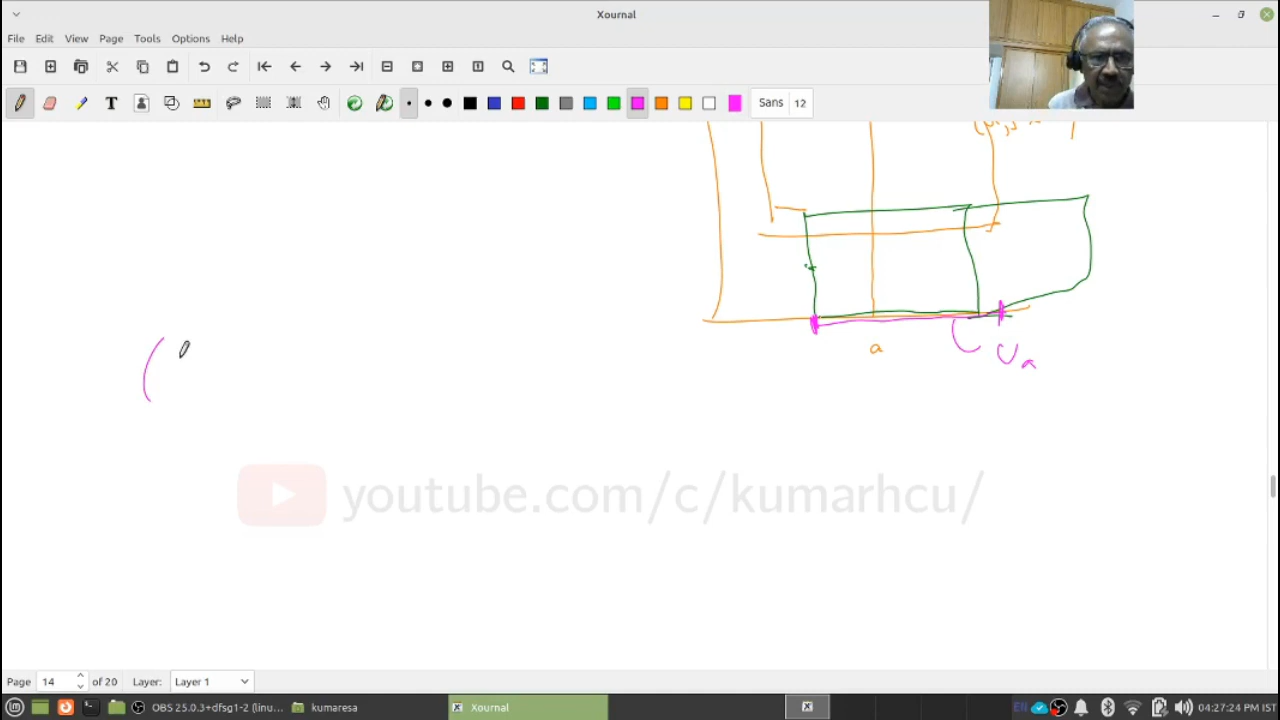 Xournal
File Edit View Page Tools Options Help
Sans 12
a
U a
(
youtube.com/c/kumarhcu/
Page 14 of 20 Layer: Layer 1
OBS 25.0.3+dfsg1-2 (linu... kumaresa Xournal EN 04:27:24 PM IST